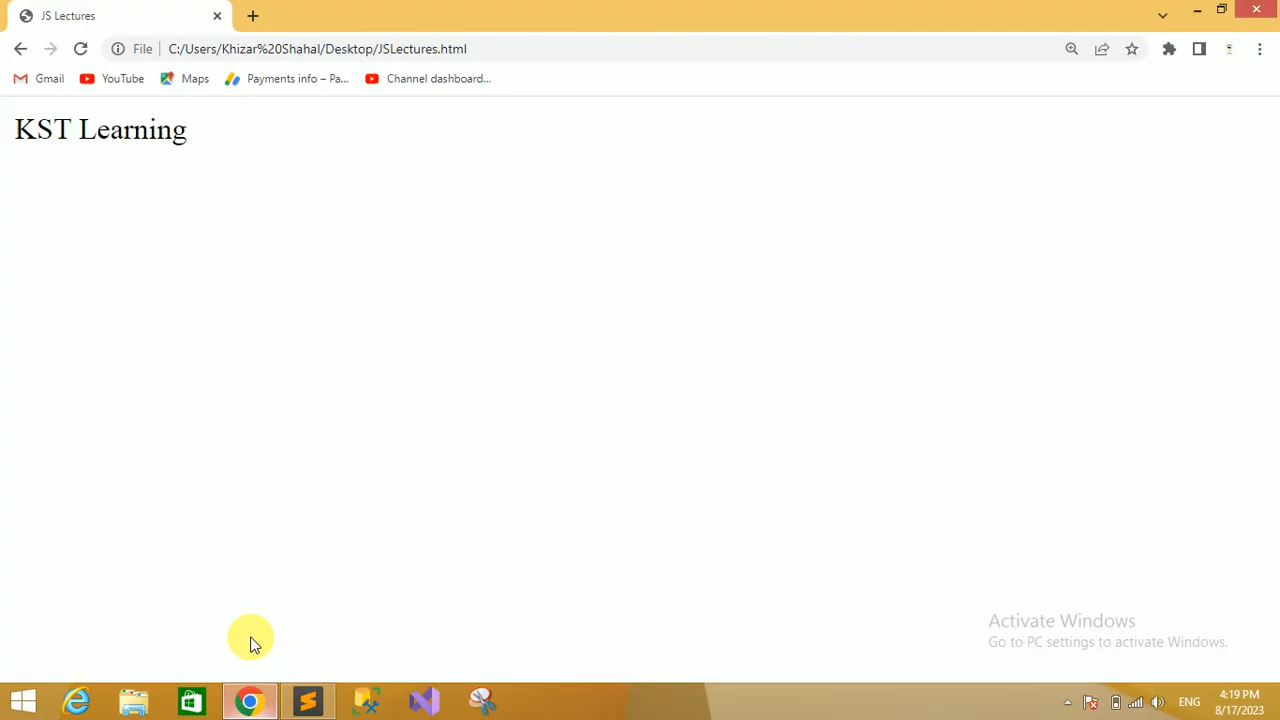 JS Lectures
File
C:/Users/Khizar%20Shahal/Desktop/JSLectures.html
Gmail
YouTube
Maps
Payments info – Pa...
Channel dashboard...
KST Learning
Activate Windows
Go to PC settings to activate Windows.
ENG
4:19 PM
8/17/2023